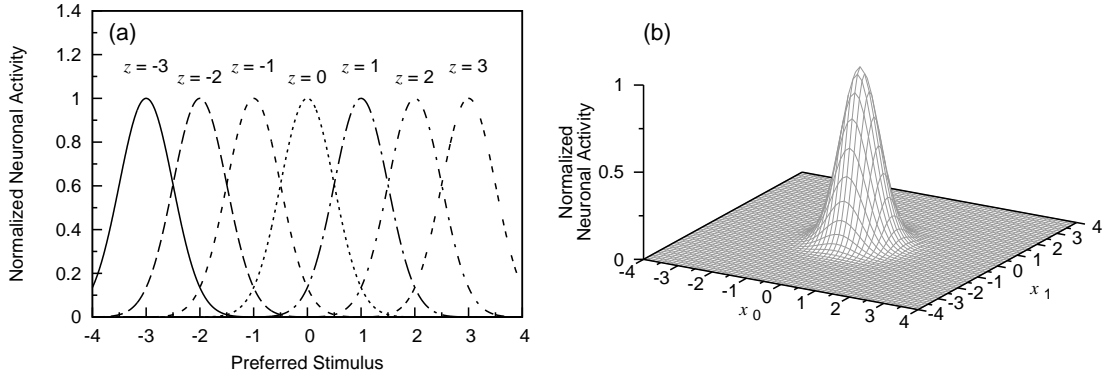 (a)
Normalized Neuronal Activity
1.4
1.2
1
0.8
0.6
0.4
0.2
0
z = -3
z = -2
z = -1
z = 0
z = 1
z = 2
z = 3
-4 -3 -2 -1 0 1 2 3 4
Preferred Stimulus
(b)
Normalized
Neuronal Activity
1
0.5
0
-4 -3 -2 -1 0 1 2 3 4
x 0
-4 -3 -2 -1 0 1 2 3 4
x 1